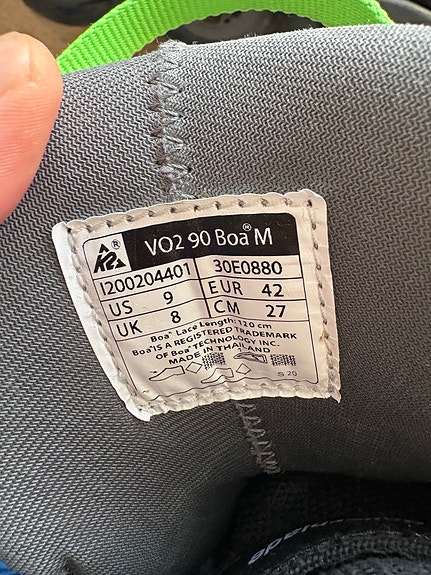 K2® VO2 90 Boa® M
I200204401 30E0880
US 9 EUR 42
UK 8 CM 27
Boa® Lace Length: 120 cm
Boa® IS A REGISTERED TRADEMARK
OF Boa® TECHNOLOGY INC.
MADE IN THAILAND
S 20